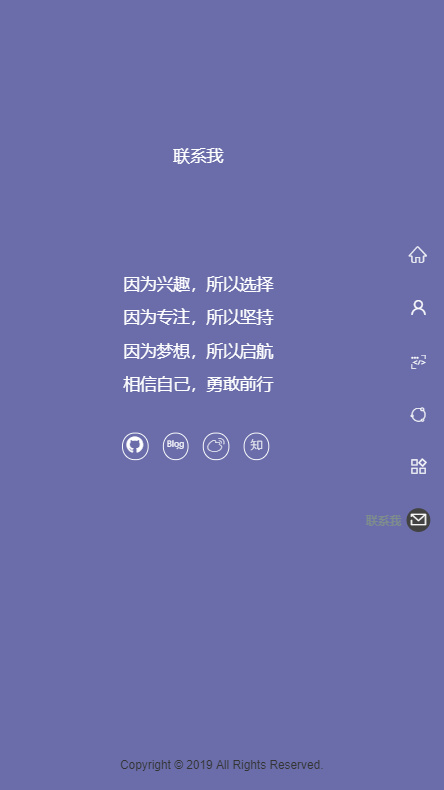 联系我
因为兴趣，所以选择
因为专注，所以坚持
因为梦想，所以启航
相信自己，勇敢前行
Blog
知
联系我
Copyright © 2019 All Rights Reserved.